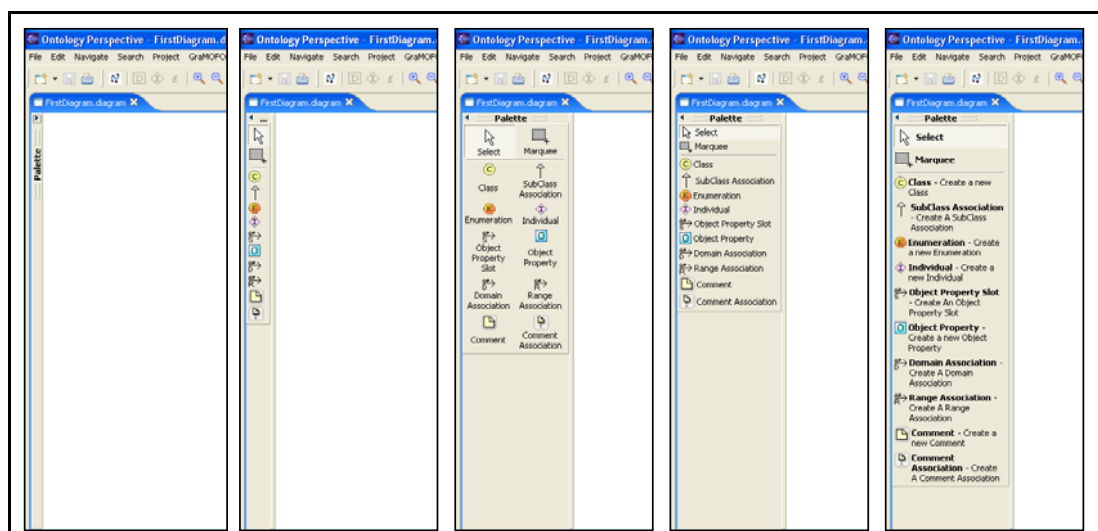 Ontology Perspective - FirstDiagram.d
File Edit Navigate Search Project GraMOFO
FirstDiagram.diagram
Palette
Ontology Perspective - FirstDiagram.
File Edit Navigate Search Project GraMOF
FirstDiagram.diagram
...
Ontology Perspective - FirstDiagram.
File Edit Navigate Search Project GraMOF
FirstDiagram.diagram
Palette
Select Marquee
Class SubClass
Association
Enumeration Individual
Object
Property
Slot
Object
Property
Domain
Association
Range
Association
Comment Comment
Association
Ontology Perspective - FirstDiagram.
File Edit Navigate Search Project GraMOF
FirstDiagram.diagram
Palette
Select
Marquee
Class
SubClass Association
Enumeration
Individual
Object Property Slot
Object Property
Domain Association
Range Association
Comment
Comment Association
Ontology Perspective - FirstDiagram.
File Edit Navigate Search Project GraMOF
FirstDiagram.diagram
Palette
Select
Marquee
Class - Create a new
Class
SubClass Association
- Create A SubClass
Association
Enumeration - Create
a new Enumeration
Individual - Create a
new Individual
Object Property Slot
- Create An Object
Property Slot
Object Property -
Create a new Object
Property
Domain Association -
Create A Domain
Association
Range Association -
Create A Range
Association
Comment - Create a
new Comment
Comment
Association - Create
A Comment Association